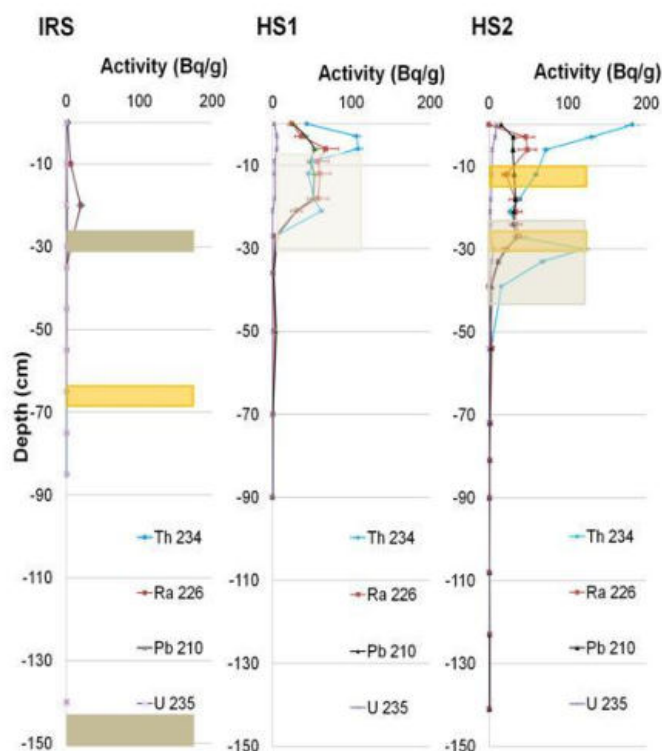 IRS HS1 HS2
Activity (Bq/g) Activity (Bq/g) Activity (Bq/g)
0 100 200 0 100 200 0 100 200
-10 -10 -10
-30 -30 -30
-50 -50 -50
Depth (cm)
-70 -70 -70
-90 -90 -90
Th 234 Th 234 Th 234
-110 -110 -110
Ra 226 Ra 226 Ra 226
Pb 210 Pb 210 Pb 210
-130 -130 -130
U 235 U 235 U 235
-150 -150 -150